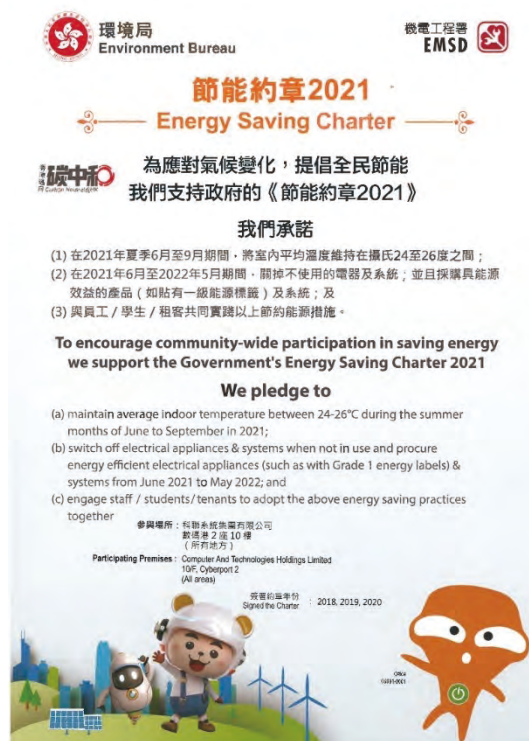 環境局
Environment Bureau
機電工程署
EMSD
節能約章2021
Energy Saving Charter
碳中和
Carbon Neutrality
為應對氣候變化，提倡全民節能
我們支持政府的《節能約章2021》
我們承諾
(1) 在2021年夏季6月至9月期間，將室內平均溫度維持在攝氏24至26度之間；
(2) 在2021年6月至2022年5月期間，關掉不使用的電器及系統；並且採購具能源
效益的產品（如貼有一級能源標籤）及系統；及
(3) 與員工 / 學生 / 租客共同實踐以上節約能源措施。
To encourage community-wide participation in saving energy
we support the Government's Energy Saving Charter 2021
We pledge to
(a) maintain average indoor temperature between 24-26°C during the summer
months of June to September in 2021;
(b) switch off electrical appliances & systems when not in use and procure
energy efficient electrical appliances (such as with Grade 1 energy labels) &
systems from June 2021 to May 2022; and
(c) engage staff / students/ tenants to adopt the above energy saving practices
together
參與場所 : 科聯系統集團有限公司
數碼港 2 座 10 樓
（所有地方）
Participating Premises : Computer And Technologies Holdings Limited
10/F, Cyberport 2
(All areas)
簽署約章年份
Signed the Charter : 2018, 2019, 2020
Office